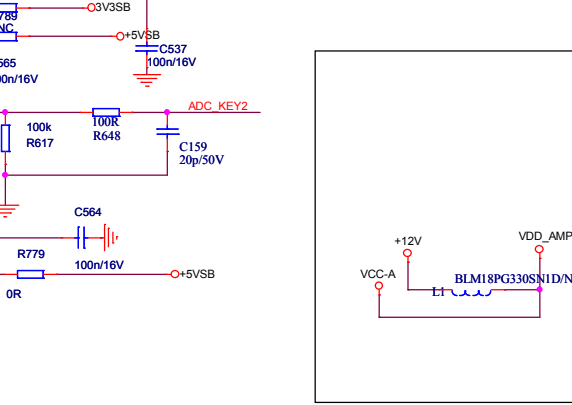 3V3SB
789
NC
+5VSB
C537
100n/16V
565
00n/16V
ADC_KEY2
100k
R617
100R
R648
C159
20p/50V
C564
100n/16V
R779
+5VSB
0R
+12V
VDD_AMP
VCC-A
BLM18PG330SN1D/N
L1